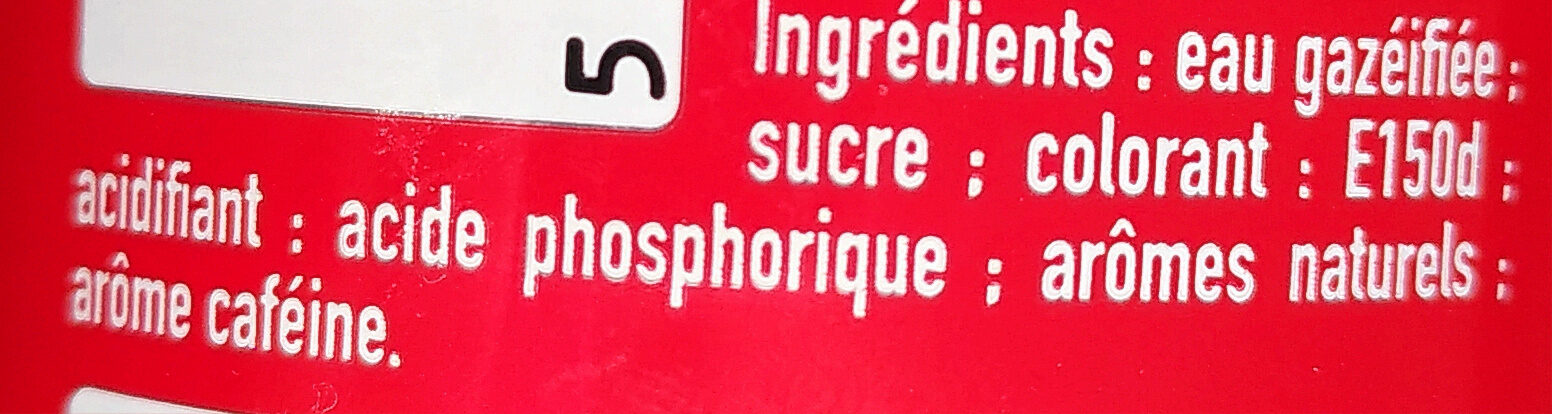 5
Ingrédients : eau gazéifiée ;
sucre ; colorant : E150d ;
acidifiant : acide phosphorique ; arômes naturels ;
arôme caféine.